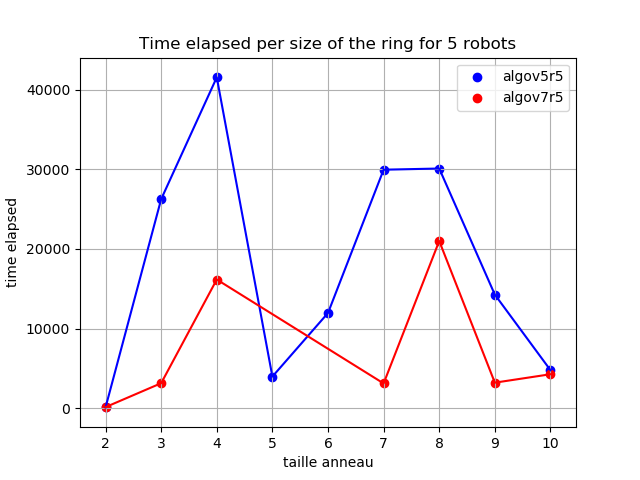 Time elapsed per size of the ring for 5 robots
algov5r5
algov7r5
40000
30000
20000
10000
0
time elapsed
2 3 4 5 6 7 8 9 10
taille anneau